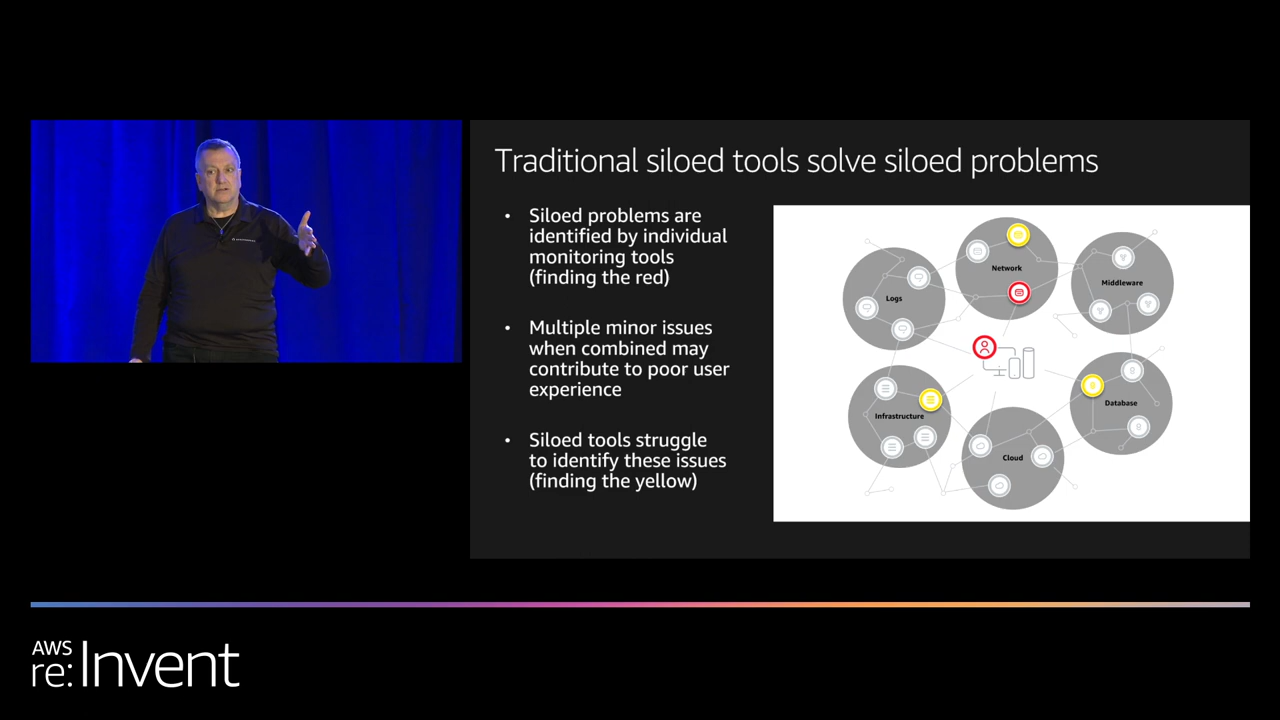 Traditional siloed tools solve siloed problems
• Siloed problems are
identified by individual
monitoring tools
(finding the red)
• Multiple minor issues
when combined may
contribute to poor user
experience
• Siloed tools struggle
to identify these issues
(finding the yellow)
Network
Logs
Middleware
Infrastructure
Database
Cloud
AWS
re:Invent